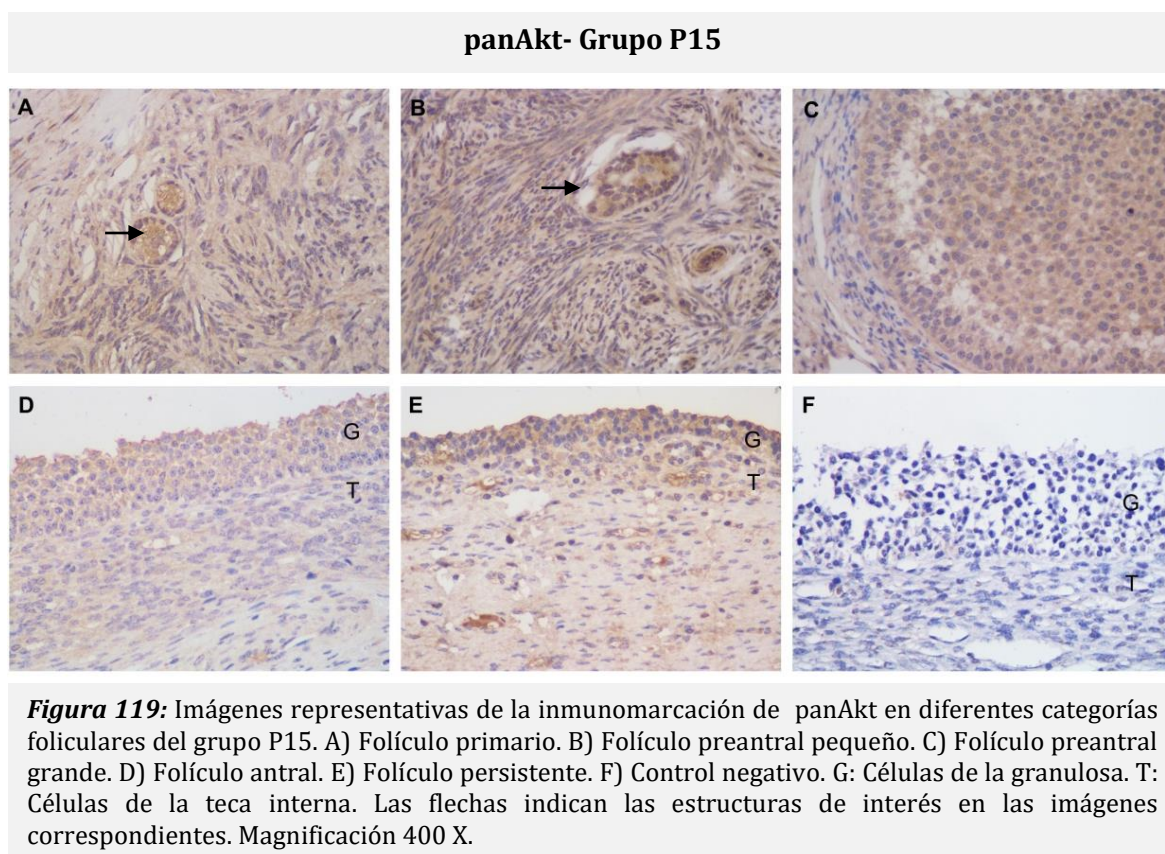 panAkt- Grupo P15
A
B
C
D
G
T
E
G
T
F
G
T
Figura 119: Imágenes representativas de la inmunomarcación de panAkt en diferentes categorías
foliculares del grupo P15. A) Folículo primario. B) Folículo preantral pequeño. C) Folículo preantral
grande. D) Folículo antral. E) Folículo persistente. F) Control negativo. G: Células de la granulosa. T:
Células de la teca interna. Las flechas indican las estructuras de interés en las imágenes
correspondientes. Magnificación 400 X.